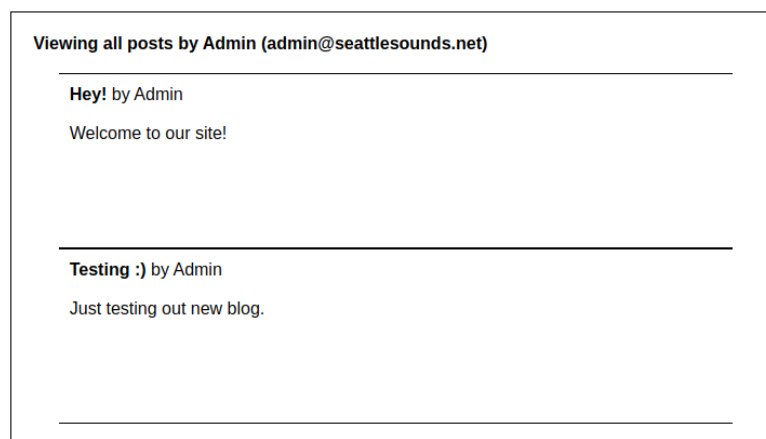 Viewing all posts by Admin (admin@seattlesounds.net)
Hey! by Admin
Welcome to our site!
Testing :) by Admin
Just testing out new blog.